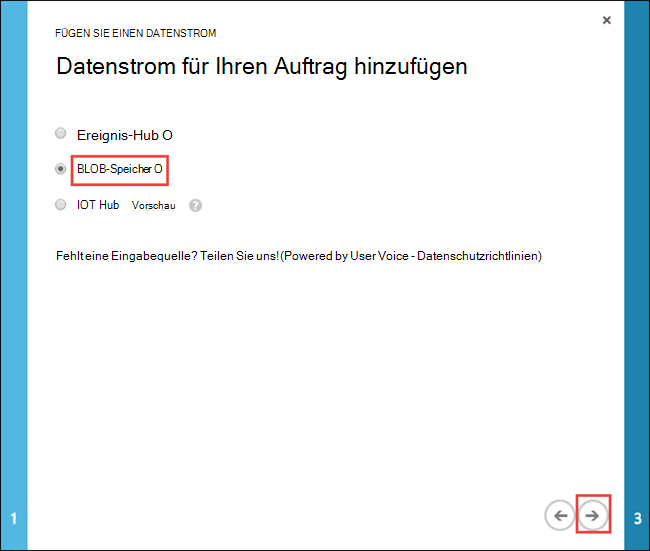 FÜGEN SIE EINEN DATENSTROM
Datenstrom für Ihren Auftrag hinzufügen
Ereignis-Hub O
BLOB-Speicher O
IOT Hub Vorschau ?
Fehlt eine Eingabequelle? Teilen Sie uns!(Powered by User Voice - Datenschutzrichtlinien)
1
3